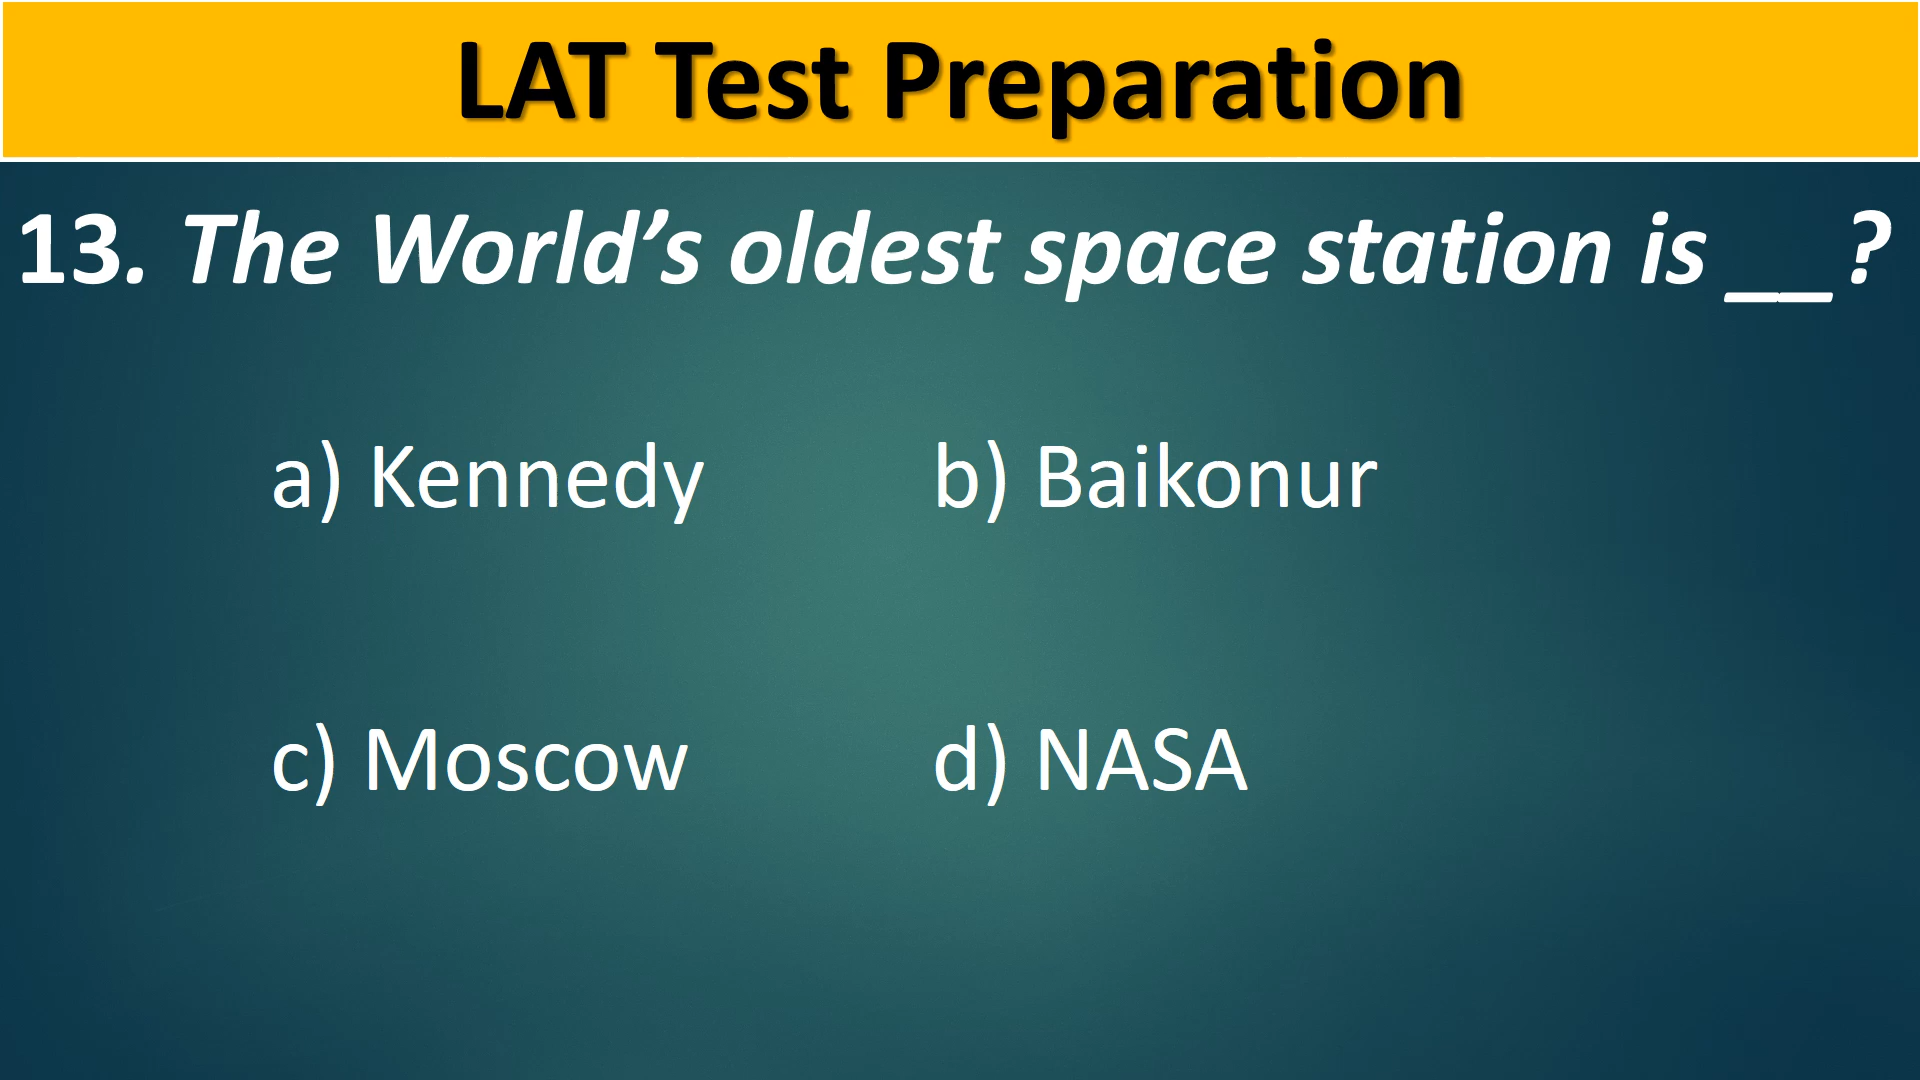 LAT Test Preparation
13. The World’s oldest space station is __?
a) Kennedy b) Baikonur
c) Moscow d) NASA